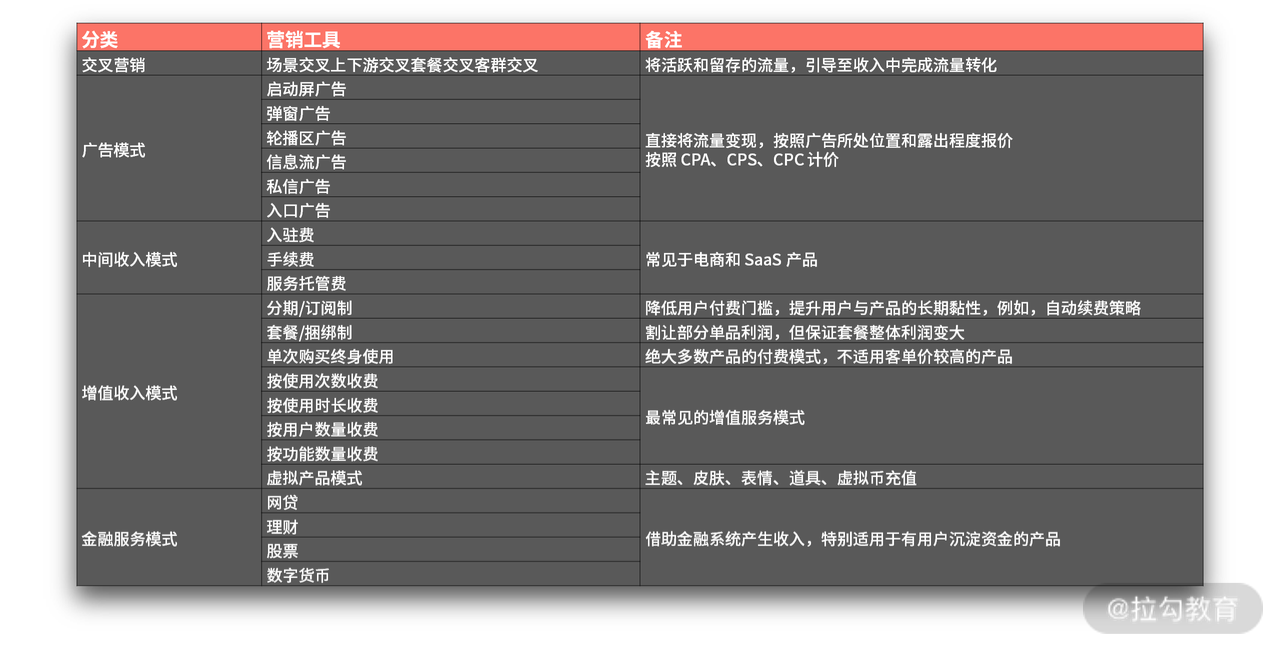 分类 营销工具 备注
交叉营销 场景交叉上下游交叉套餐交叉客群交叉 将活跃和留存的流量，引导至收入中完成流量转化
广告模式
启动屏广告
弹窗广告
轮播区广告
信息流广告
私信广告
入口广告
直接将流量变现，按照广告所处位置和露出程度报价
按照 CPA、CPS、CPC 计价
中间收入模式
入驻费
手续费
服务托管费
常见于电商和 SaaS 产品
增值收入模式
分期/订阅制 降低用户付费门槛，提升用户与产品的长期黏性，例如，自动续费策略
套餐/捆绑制 割让部分单品利润，但保证套餐整体利润变大
单次购买终身使用 绝大多数产品的付费模式，不适用客单价较高的产品
按使用次数收费
按使用时长收费
按用户数量收费
按功能数量收费
最常见的增值服务模式
虚拟产品模式 主题、皮肤、表情、道具、虚拟币充值
金融服务模式
网贷
理财
股票
数字货币
借助金融系统产生收入，特别适用于有用户沉淀资金的产品
@拉勾教育